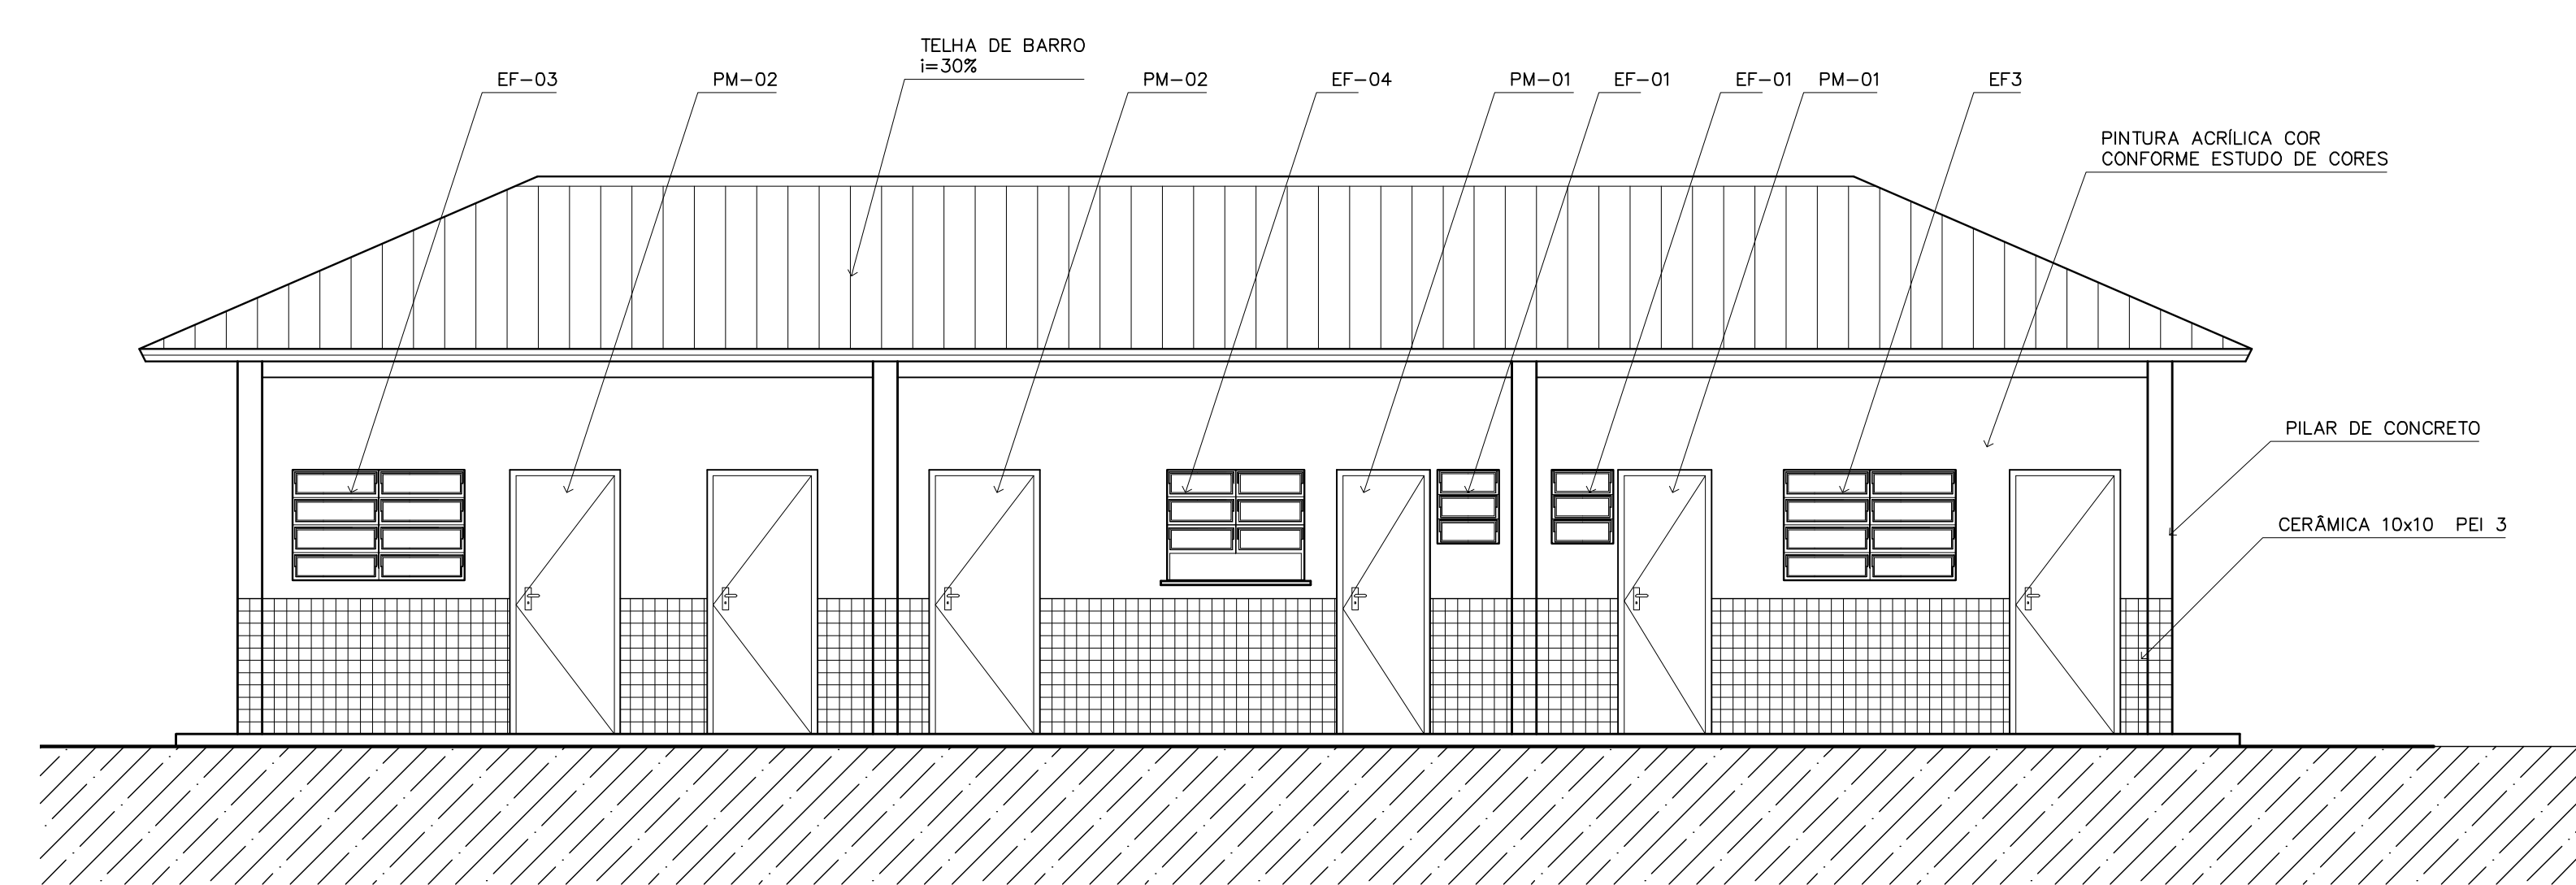 TELHA DE BARRO
i=30%
EF-03
PM-02
PM-02
EF-04
PM-01
EF-01
EF-01
PM-01
EF3
PINTURA ACRÍLICA COR
CONFORME ESTUDO DE CORES
PILAR DE CONCRETO
CERÂMICA 10x10 PEI 3